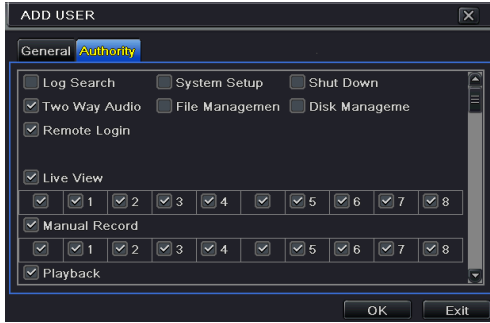 ADD USER
General Authority
Log Search System Setup Shut Down
Two Way Audio File Managemen Disk Manageme
Remote Login
Live View
1 2 3 4 5 6 7 8
Manual Record
1 2 3 4 5 6 7 8
Playback
OK Exit